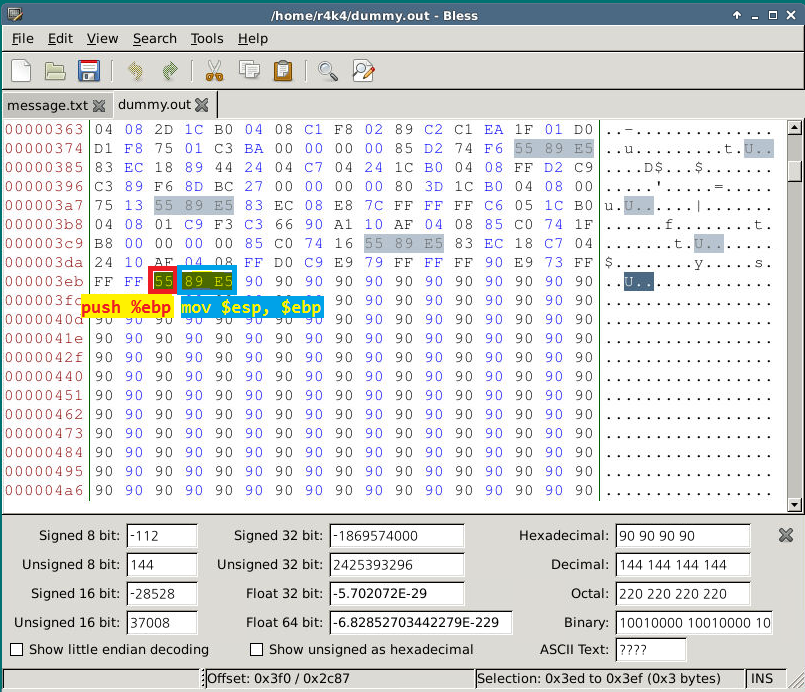 /home/r4k4/dummy.out - Bless
File Edit View Search Tools Help
message.txt dummy.out
00000363 04 08 2D 1C B0 04 08 C1 F8 02 89 C2 C1 EA 1F 01 D0 ..-..............
00000374 D1 F8 75 01 C3 BA 00 00 00 00 85 D2 74 F6 55 89 E5 ..u.........t.U..
00000385 83 EC 18 89 44 24 04 C7 04 24 1C B0 04 08 FF D2 C9 ....D$...$.......
00000396 C3 89 F6 8D BC 27 00 00 00 00 80 3D 1C B0 04 08 00 .....'.....=.....
000003a7 75 13 55 89 E5 83 EC 08 E8 7C FF FF FF C6 05 1C B0 u.U......|.......
000003b8 04 08 01 C9 F3 C3 66 90 A1 10 AF 04 08 85 C0 74 1F ......f........t.
000003c9 B8 00 00 00 00 85 C0 74 16 55 89 E5 83 EC 18 C7 04 .......t.U.......
000003da 24 10 AF 04 08 FF D0 C9 E9 79 FF FF FF 90 E9 73 FF $........y.....s.
000003eb FF FF 55 89 E5 90 90 90 90 90 90 90 90 90 90 90 90 ..U..............
000003fc 90 90 90 90 90 90 90 90 90 90 90 90 .................
push %ebp mov $esp, $ebp
0000040d 90 90 90 90 90 90 90 90 90 .................
0000041e 90 90 90 90 90 90 90 90 90 90 90 90 90 90 90 90 90 .................
0000042f 90 90 90 90 90 90 90 90 90 90 90 90 90 90 90 90 90 .................
00000440 90 90 90 90 90 90 90 90 90 90 90 90 90 90 90 90 90 .................
00000451 90 90 90 90 90 90 90 90 90 90 90 90 90 90 90 90 90 .................
00000462 90 90 90 90 90 90 90 90 90 90 90 90 90 90 90 90 90 .................
00000473 90 90 90 90 90 90 90 90 90 90 90 90 90 90 90 90 90 .................
00000484 90 90 90 90 90 90 90 90 90 90 90 90 90 90 90 90 90 .................
00000495 90 90 90 90 90 90 90 90 90 90 90 90 90 90 90 90 90 .................
000004a6 90 90 90 90 90 90 90 90 90 90 90 90 90 90 90 90 90 .................
Signed 8 bit: -112 Signed 32 bit: -1869574000 Hexadecimal: 90 90 90 90
Unsigned 8 bit: 144 Unsigned 32 bit: 2425393296 Decimal: 144 144 144 144
Signed 16 bit: -28528 Float 32 bit: -5.702072E-29 Octal: 220 220 220 220
Unsigned 16 bit: 37008 Float 64 bit: -6.82852703442279E-229 Binary: 10010000 10010000 10
Show little endian decoding Show unsigned as hexadecimal ASCII Text: ????
Offset: 0x3f0 / 0x2c87 Selection: 0x3ed to 0x3ef (0x3 bytes) INS